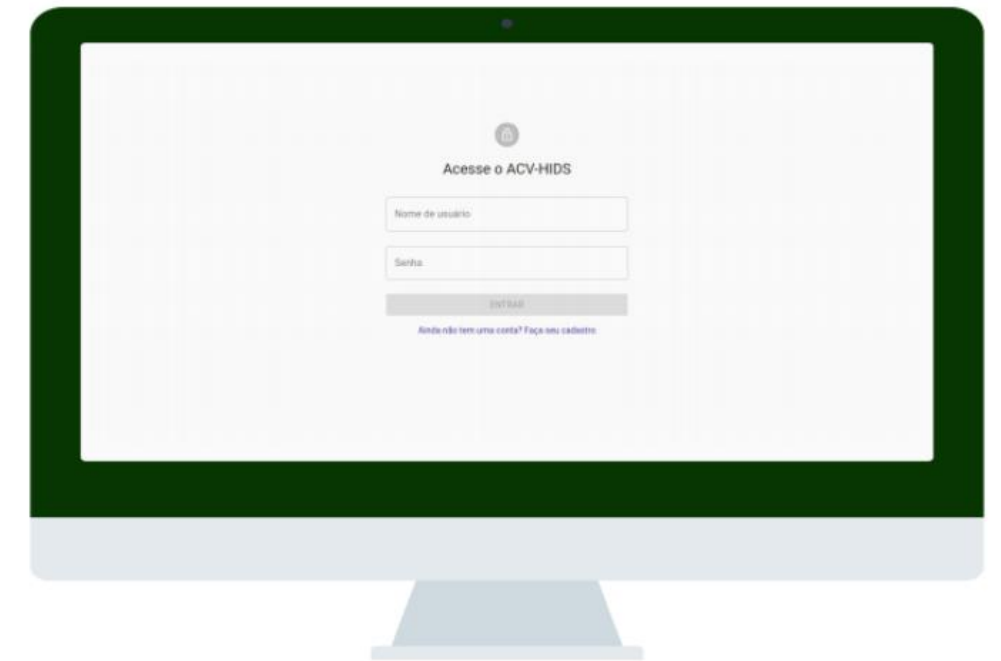 Acesse o ACV-HIDS
Nome de usuário
Senha
ENTRAR
Ainda não tem uma conta? Faça seu cadastro